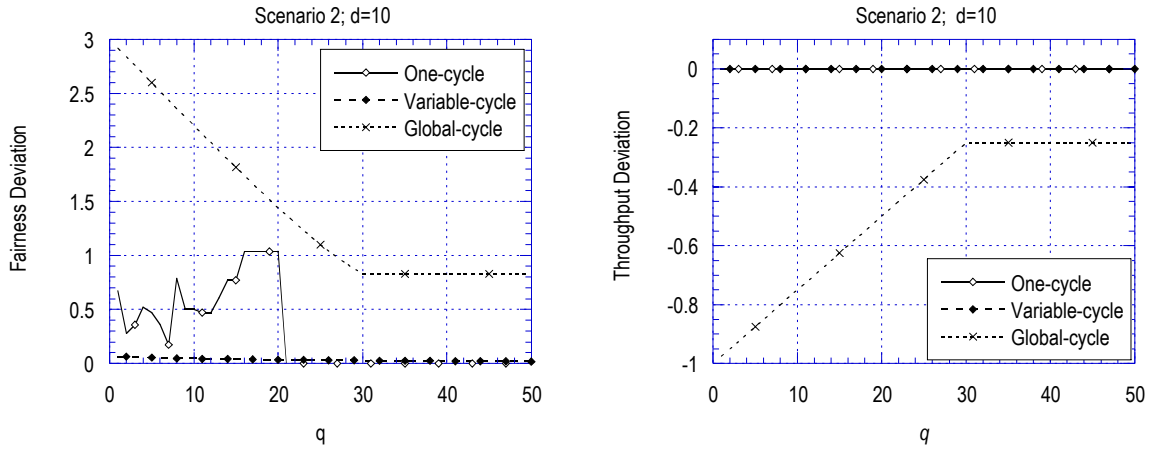 Scenario 2; d=10
Fairness Deviation
3
2.5
2
1.5
1
0.5
0
One-cycle
Variable-cycle
Global-cycle
0 10 20 30 40 50
q
Scenario 2; d=10
Throughput Deviation
0
-0.2
-0.4
-0.6
-0.8
-1
One-cycle
Variable-cycle
Global-cycle
0 10 20 30 40 50
q